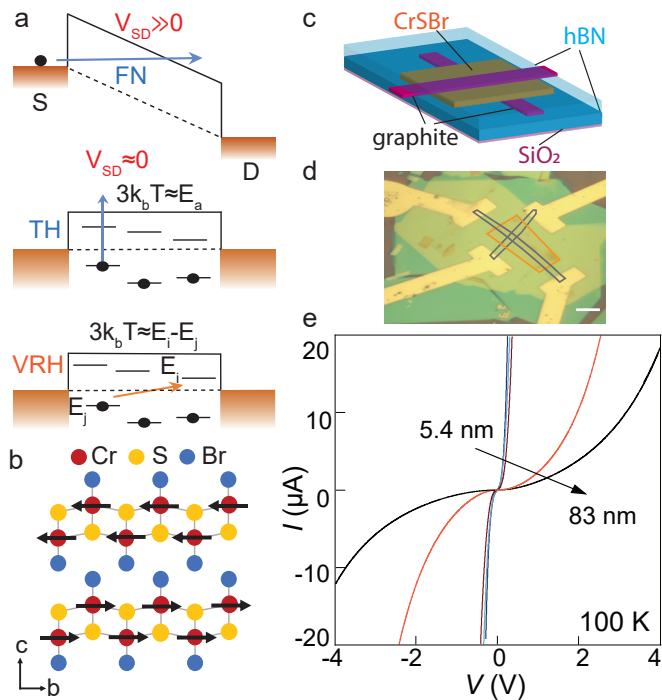 a
V_SD≫0
FN
S
D
V_SD≈0
3k_bT≈E_a
TH
3k_bT≈E_i-E_j
VRH
E_i
E_j
b
Cr S Br
c
b
c
CrSBr
hBN
graphite
SiO₂
d
e
20
10
0
-10
-20
I (μA)
5.4 nm
83 nm
100 K
-4 -2 0 2 4
V (V)